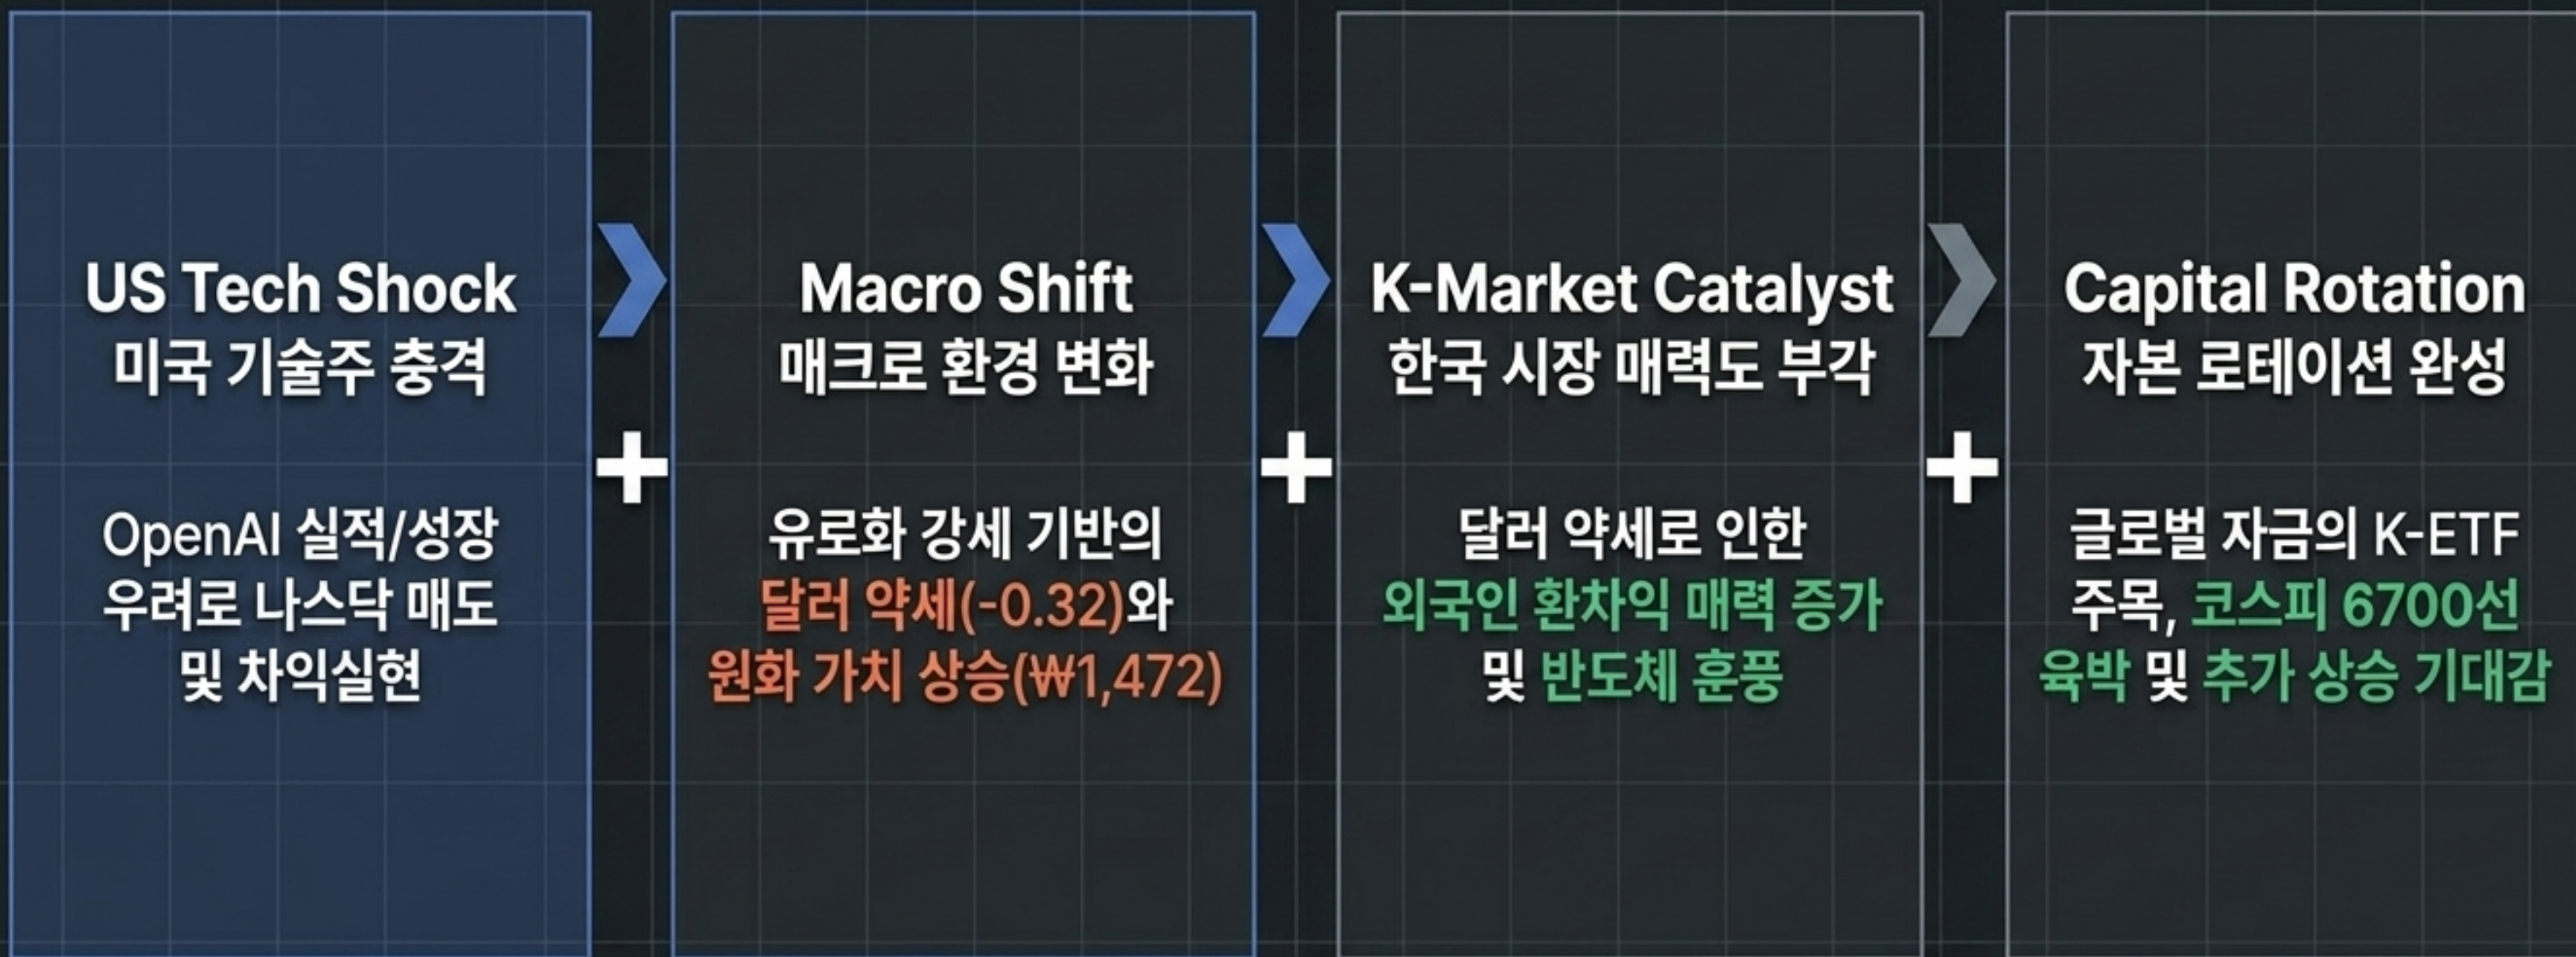 US Tech Shock
미국 기술주 충격
OpenAI 실적/성장
우려로 나스닥 매도
및 차익실현
+
Macro Shift
매크로 환경 변화
유로화 강세 기반의
달러 약세(-0.32)와
원화 가치 상승(₩1,472)
+
K-Market Catalyst
한국 시장 매력도 부각
달러 약세로 인한
외국인 환차익 매력 증가
및 반도체 훈풍
+
Capital Rotation
자본 로테이션 완성
글로벌 자금의 K-ETF
주목, 코스피 6700선
육박 및 추가 상승 기대감